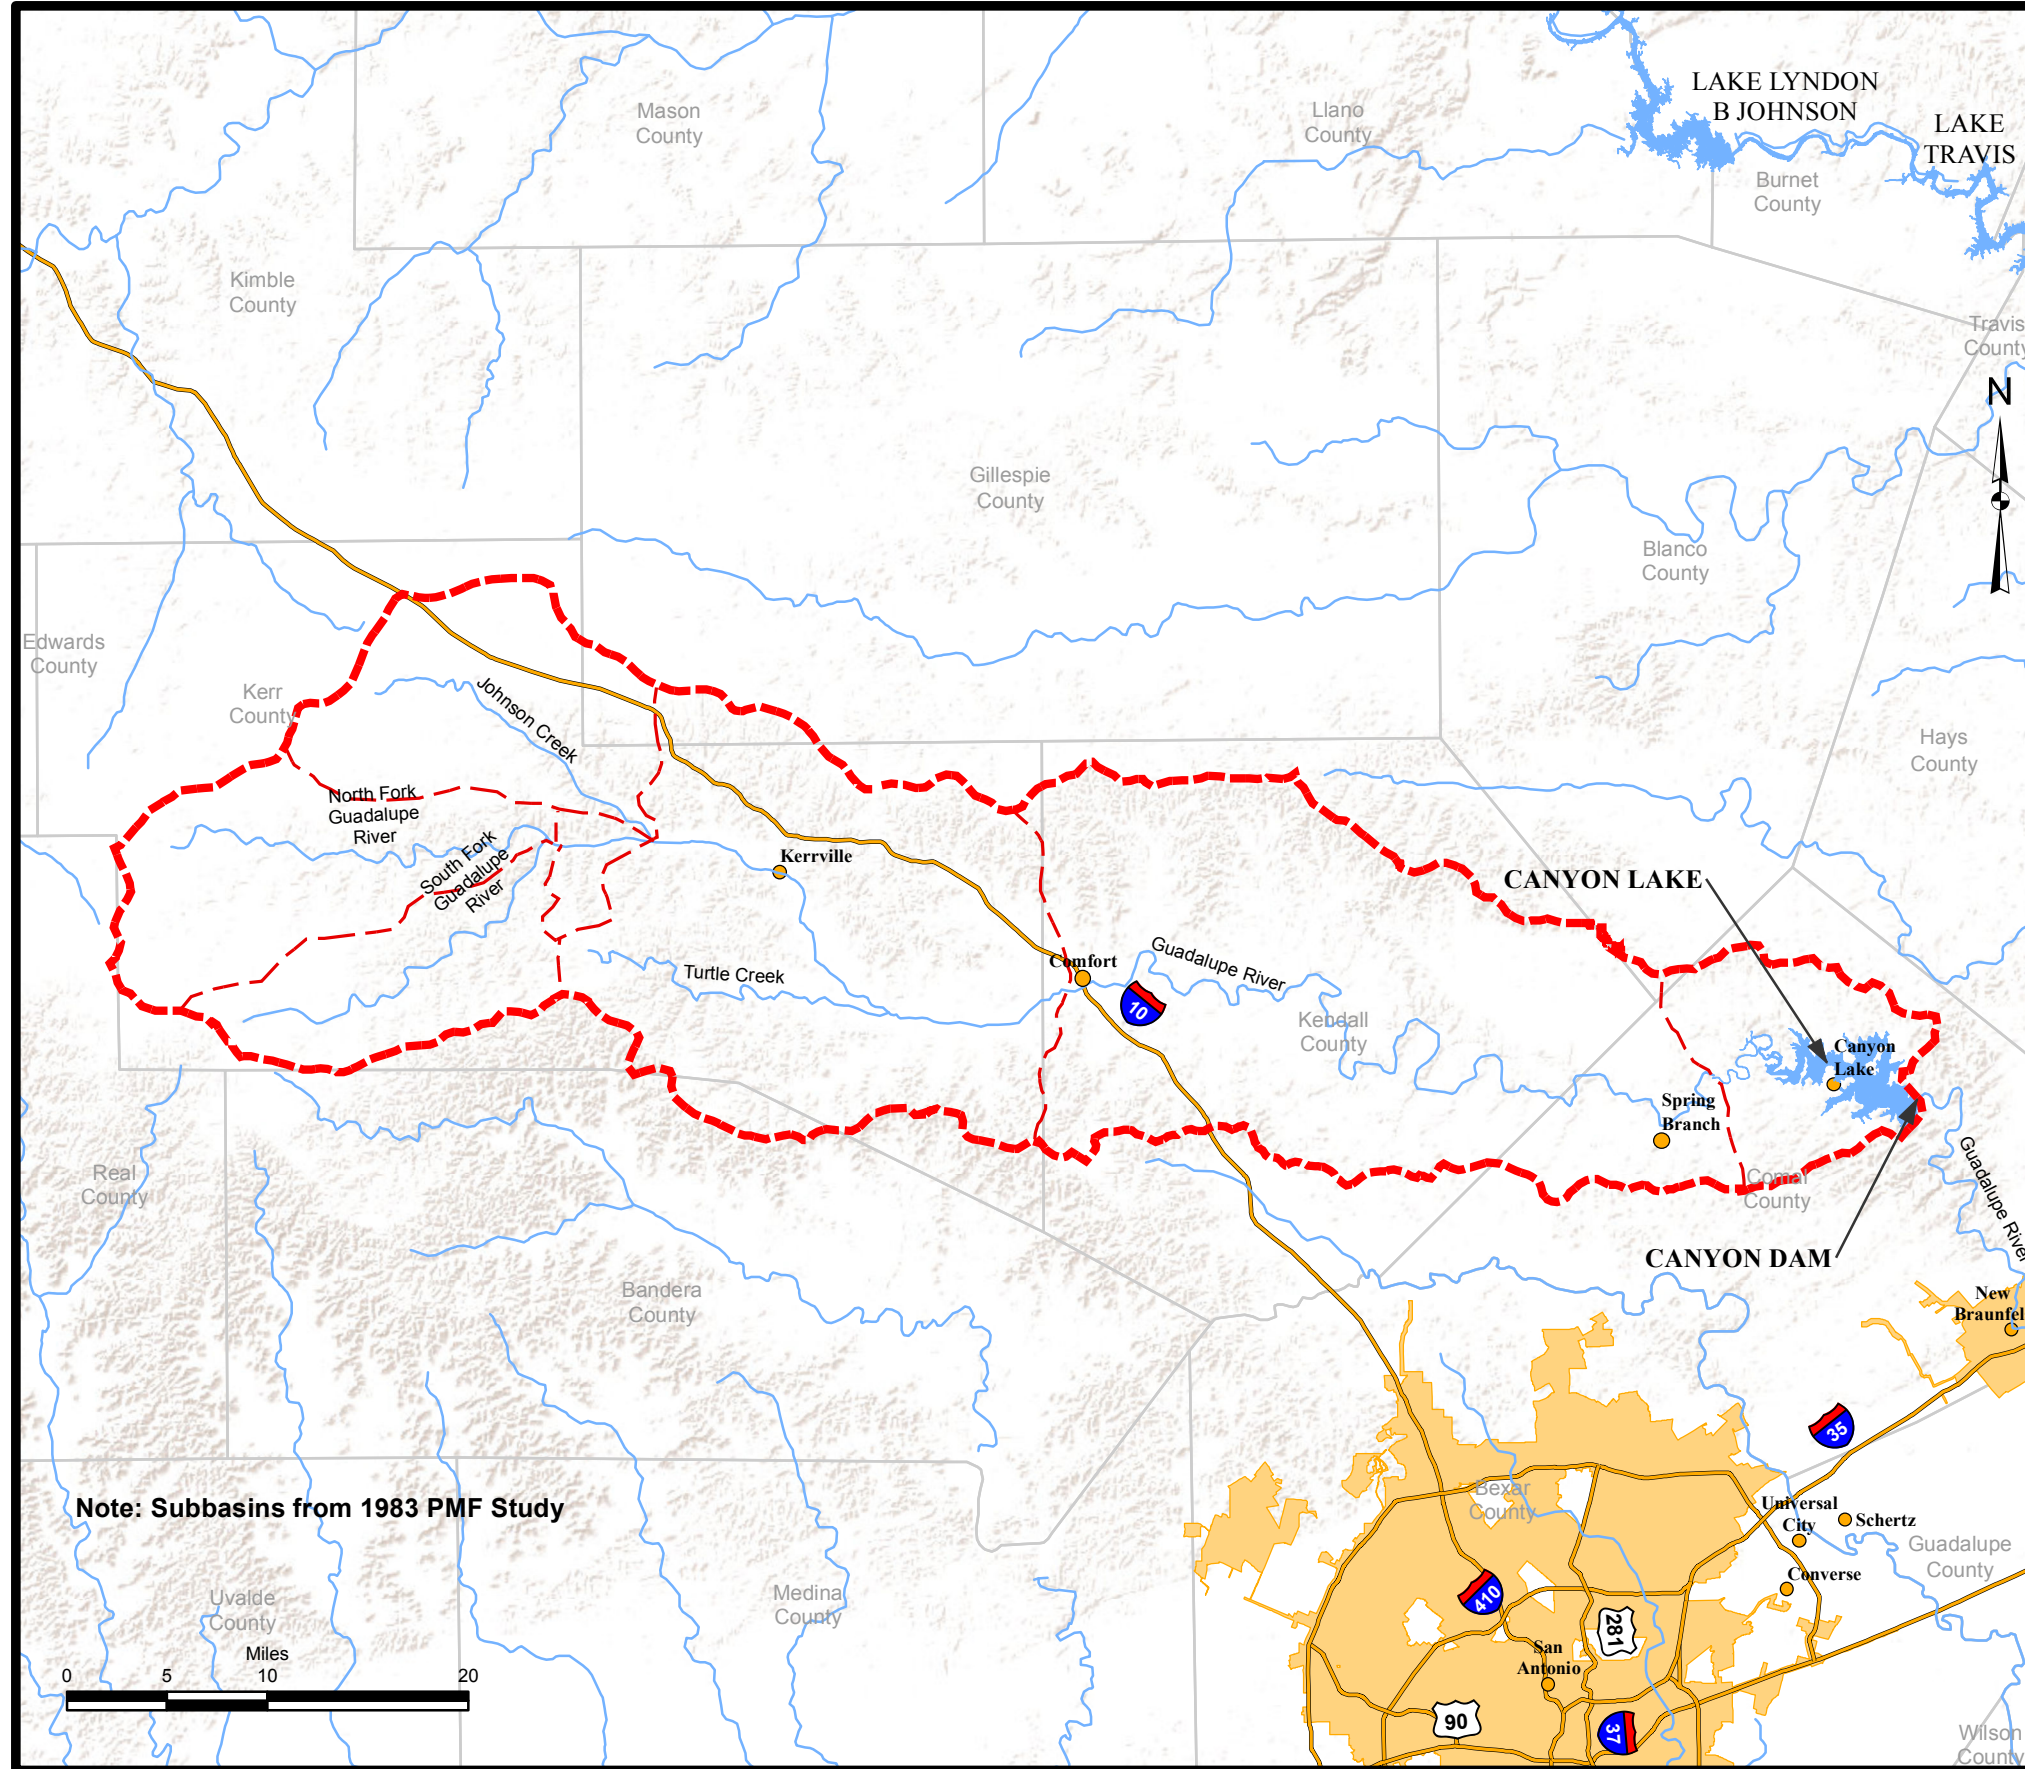 LAKE LYNDON
B JOHNSON
LAKE
TRAVIS
Mason
County
Llano
County
Burnet
County
Kimble
County
Travis
County
N
Gillespie
County
Blanco
County
Edwards
County
Kerr
County
Johnson Creek
Hays
County
North Fork
Guadalupe
River
South Fork
Guadalupe
River
Kerrville
CANYON LAKE
Comfort
Guadalupe River
Turtle Creek
10
Kendall
County
Canyon
Lake
Spring
Branch
Real
County
Comal
County
Guadalupe River
CANYON DAM
Bandera
County
New
Braunfel
35
Note: Subbasins from 1983 PMF Study
Bexar
County
Universal
City
Schertz
Guadalupe
County
Converse
Uvalde
County
Medina
County
410
281
San
Antonio
Miles
0 5 10 20
90
37
Wilson
County